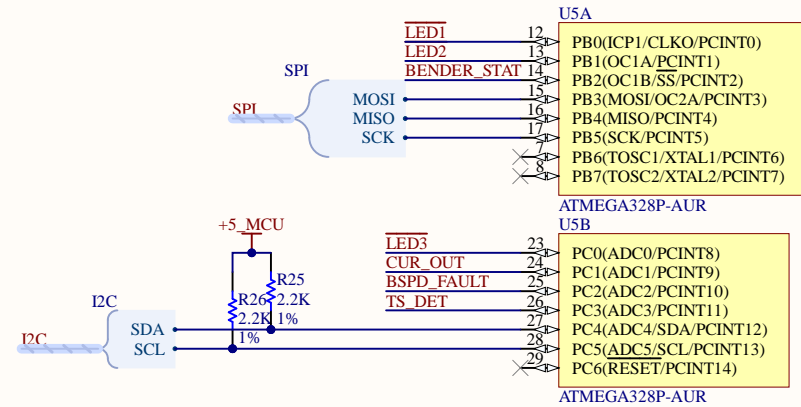 U5A
LED1 12 PB0(ICP1/CLKO/PCINT0)
LED2 13 PB1(OC1A/PCINT1)
BENDER_STAT 14 PB2(OC1B/SS/PCINT2)
SPI
SPI
MOSI 15 PB3(MOSI/OC2A/PCINT3)
MISO 16 PB4(MISO/PCINT4)
SCK 17 PB5(SCK/PCINT5)
7 PB6(TOSC1/XTAL1/PCINT6)
8 PB7(TOSC2/XTAL2/PCINT7)
ATMEGA328P-AUR
U5B
+5_MCU
LED3 23 PC0(ADC0/PCINT8)
CUR_OUT 24 PC1(ADC1/PCINT9)
BSPD_FAULT 25 PC2(ADC2/PCINT10)
TS_DET 26 PC3(ADC3/PCINT11)
R25
2.2K
1%
R26
2.2K
1%
I2C
I2C
SDA 27 PC4(ADC4/SDA/PCINT12)
SCL 28 PC5(ADC5/SCL/PCINT13)
29 PC6(RESET/PCINT14)
ATMEGA328P-AUR